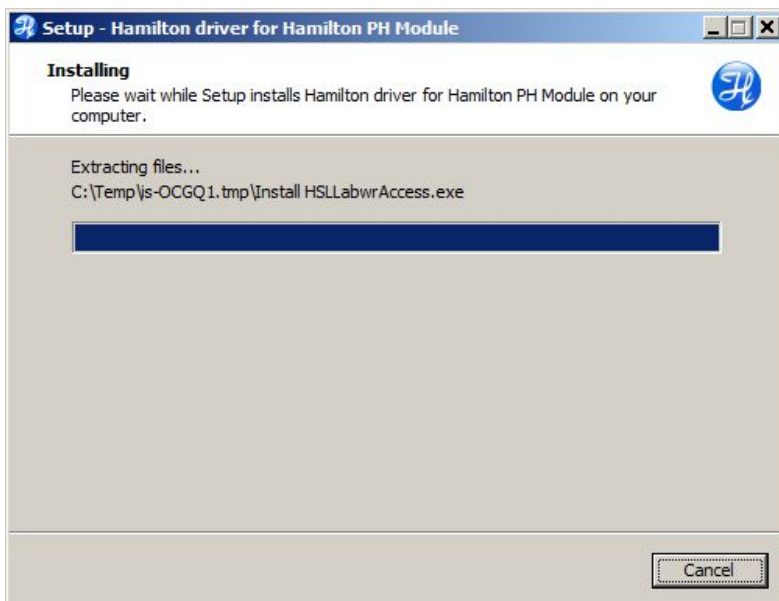 Setup - Hamilton driver for Hamilton PH Module
Installing
Please wait while Setup installs Hamilton driver for Hamilton PH Module on your
computer.
Extracting files...
C:\Temp\is-OCGQ1.tmp\Install HSLLabwrAccess.exe
Cancel